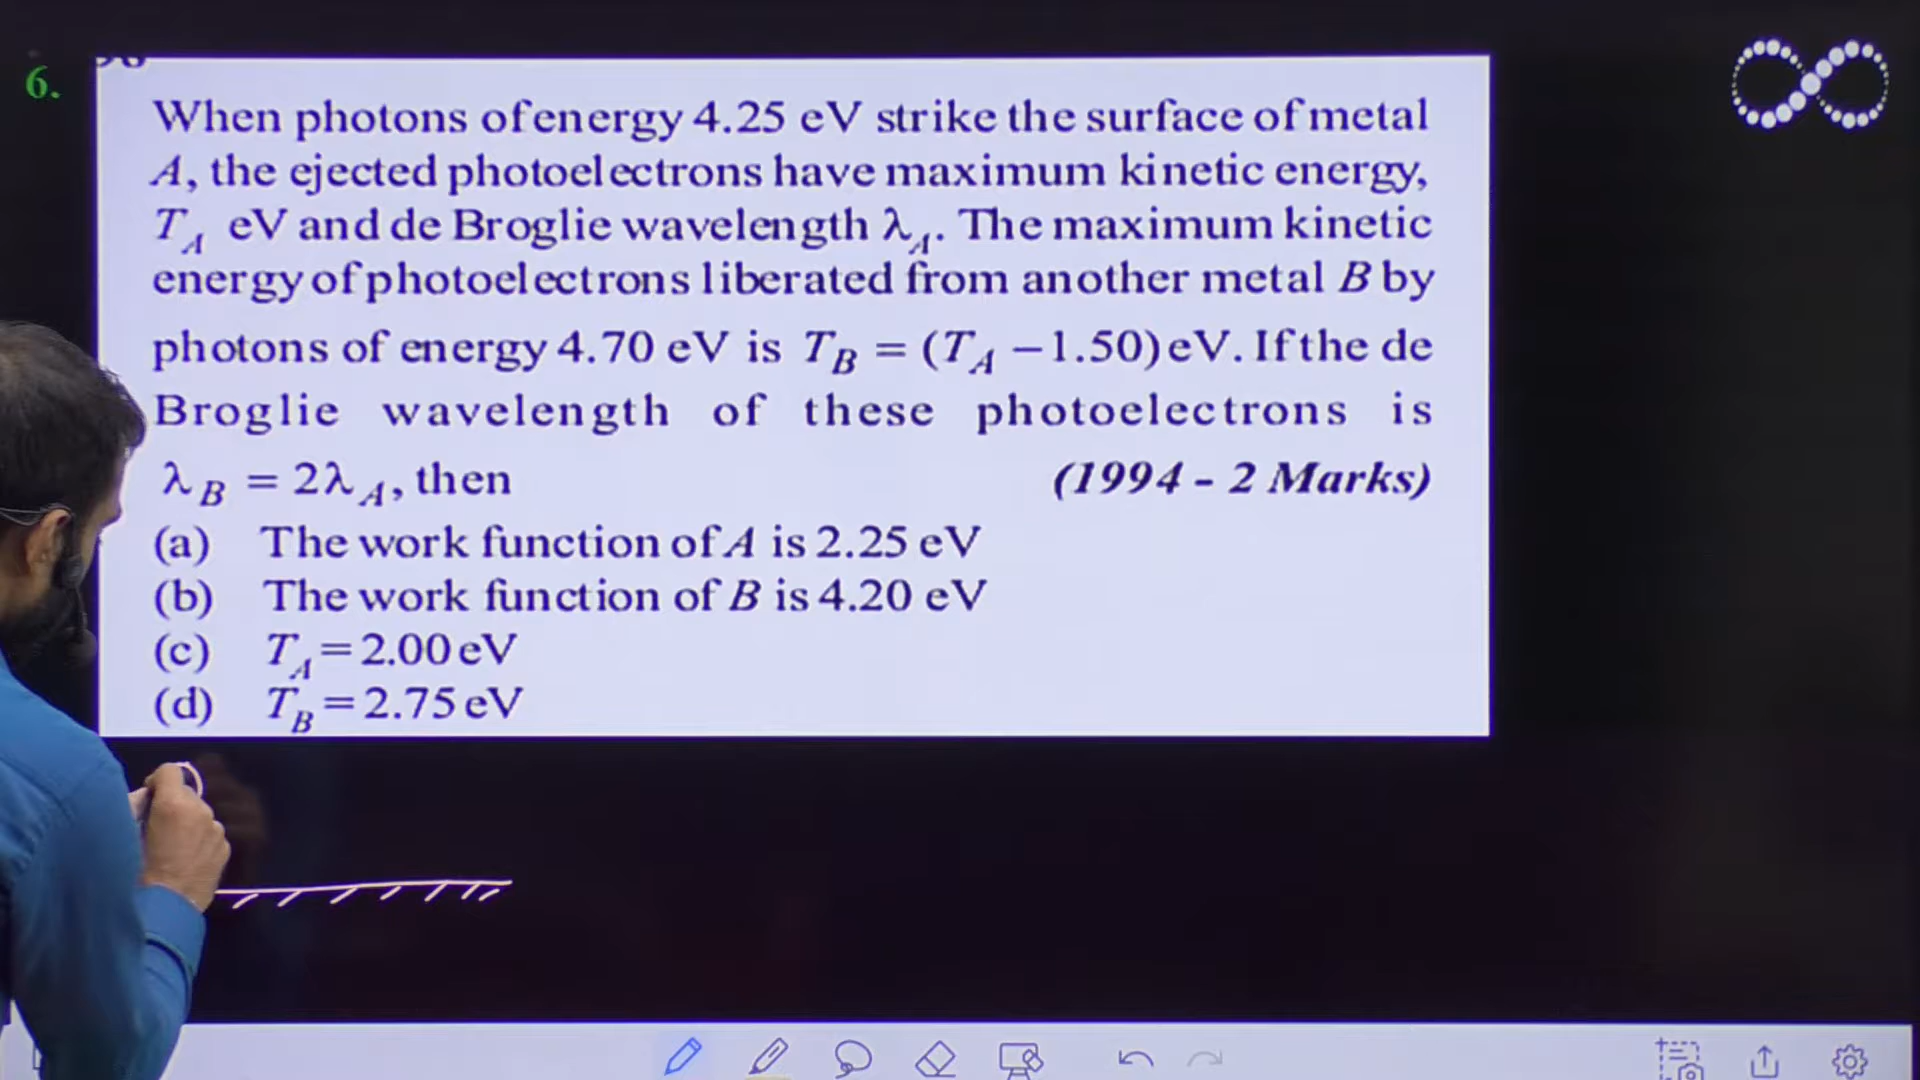 6.
When photons of energy 4.25 eV strike the surface of metal
A, the ejected photoelectrons have maximum kinetic energy,
T_A eV and de Broglie wavelength λ_A. The maximum kinetic
energy of photoelectrons liberated from another metal B by
photons of energy 4.70 eV is T_B = (T_A −1.50) eV. If the de
Broglie wavelength of these photoelectrons is
λ_B = 2λ_A, then (1994 - 2 Marks)
(a) The work function of A is 2.25 eV
(b) The work function of B is 4.20 eV
(c) T_A = 2.00 eV
(d) T_B = 2.75 eV